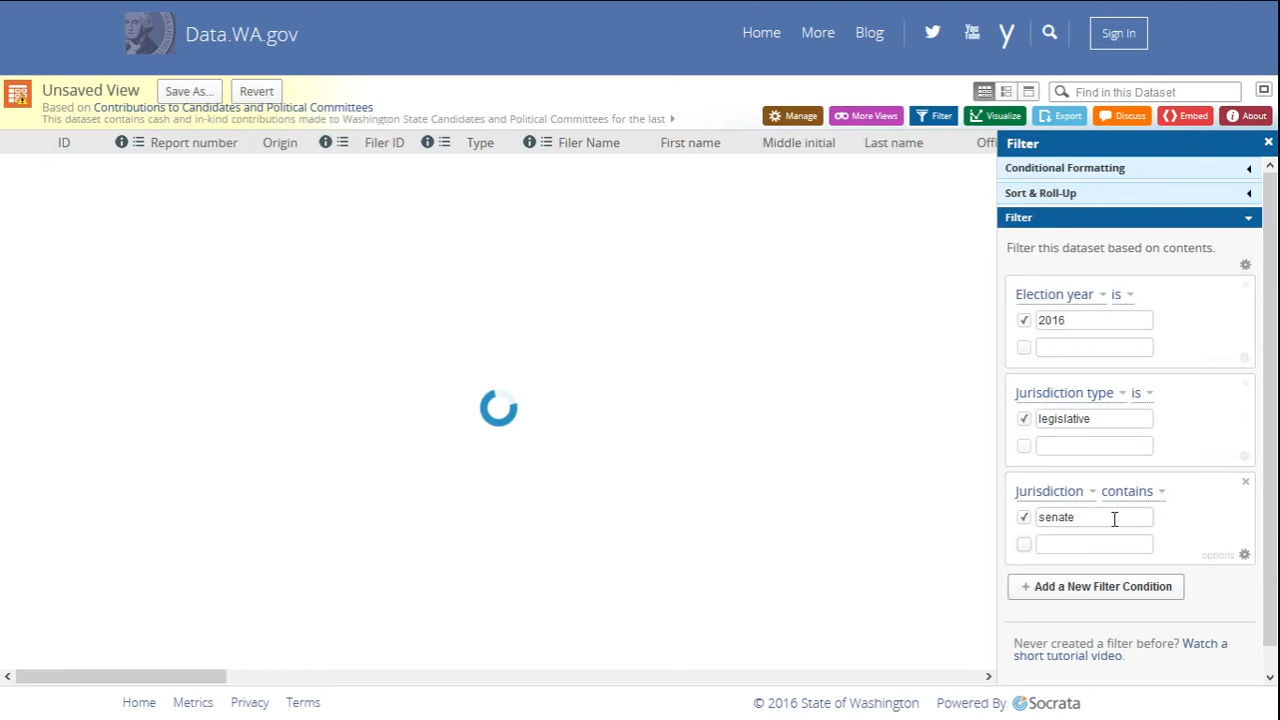 Data.WA.gov
Home More Blog You Tube y Sign In
Unsaved View Save As... Revert Find in this Dataset
Based on Contributions to Candidates and Political Committees
This dataset contains cash and in-kind contributions made to Washington State Candidates and Political Committees for the last
Manage More Views Filter Visualize Export Discuss Embed About
ID Report number Origin Filer ID Type Filer Name First name Middle initial Last name Offi
Filter
Conditional Formatting
Sort & Roll-Up
Filter
Filter this dataset based on contents.
Election year is
2016
Jurisdiction type is
legislative
Jurisdiction contains
senate
options
+ Add a New Filter Condition
Never created a filter before? Watch a
short tutorial video.
Home Metrics Privacy Terms © 2016 State of Washington Powered By Socrata